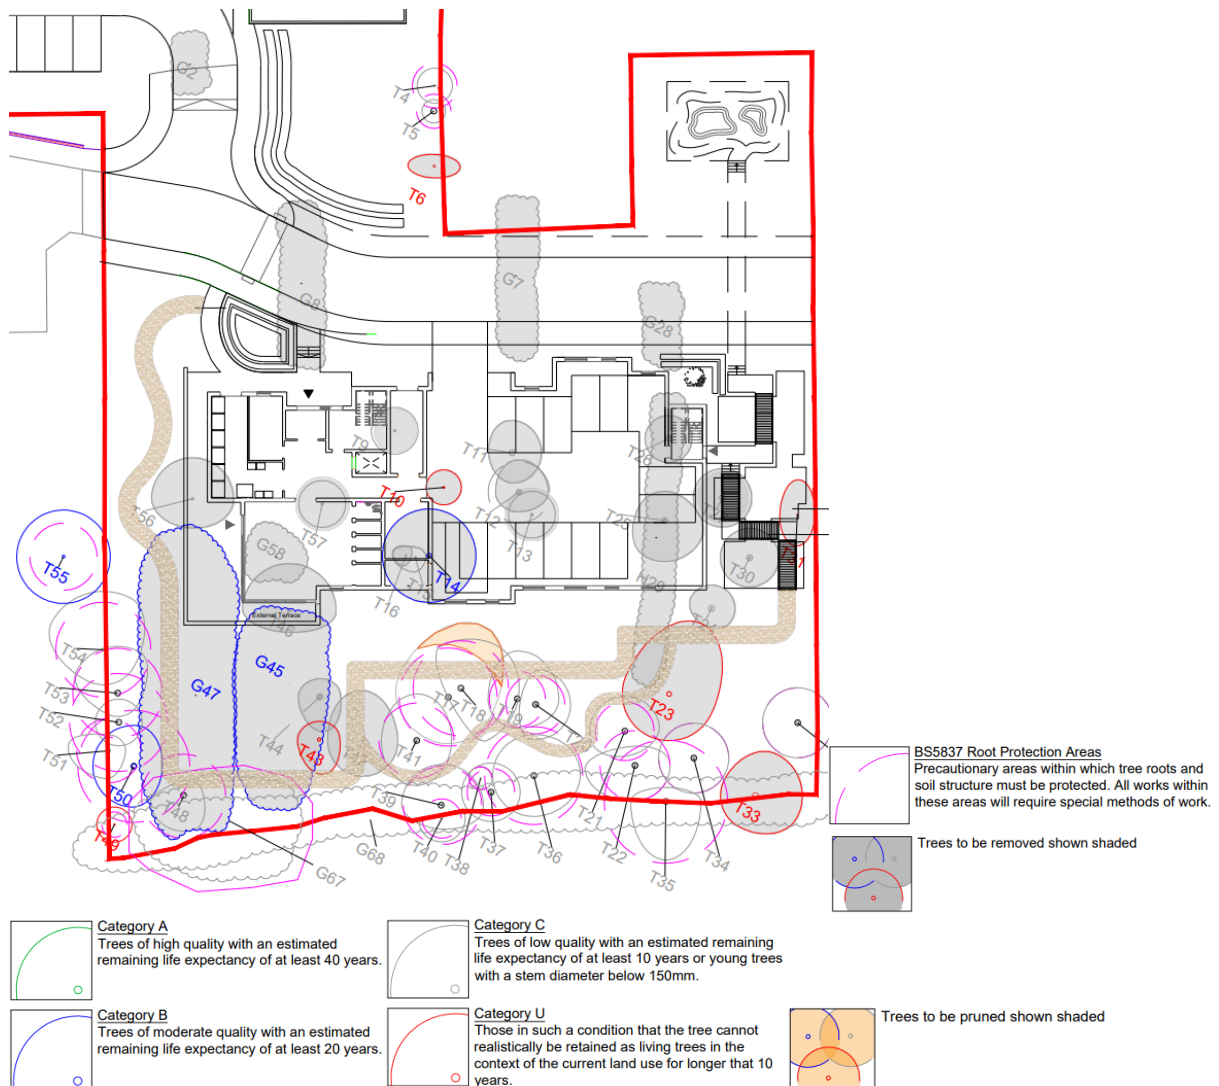 G2
T4
T5
T6
G8
G7
G28
T9
T11
T26
T10
T12
T13
T25
T56
T57
G58
T55
T14
T15
T16
T30
H29
External Terrace
T46
T54
G45
G47
T53
T52
T51
T50
T17
T18
T19
T23
T44
T43
T41
T39
T48
T49
T40
T38
T37
T36
T21
T22
T35
T34
T33
G68
G67
BS5837 Root Protection Areas
Precautionary areas within which tree roots and
soil structure must be protected. All works within
these areas will require special methods of work.
Trees to be removed shown shaded
Category A
Trees of high quality with an estimated
remaining life expectancy of at least 40 years.
Category B
Trees of moderate quality with an estimated
remaining life expectancy of at least 20 years.
Category C
Trees of low quality with an estimated remaining
life expectancy of at least 10 years or young trees
with a stem diameter below 150mm.
Category U
Those in such a condition that the tree cannot
realistically be retained as living trees in the
context of the current land use for longer that 10
years.
Trees to be pruned shown shaded